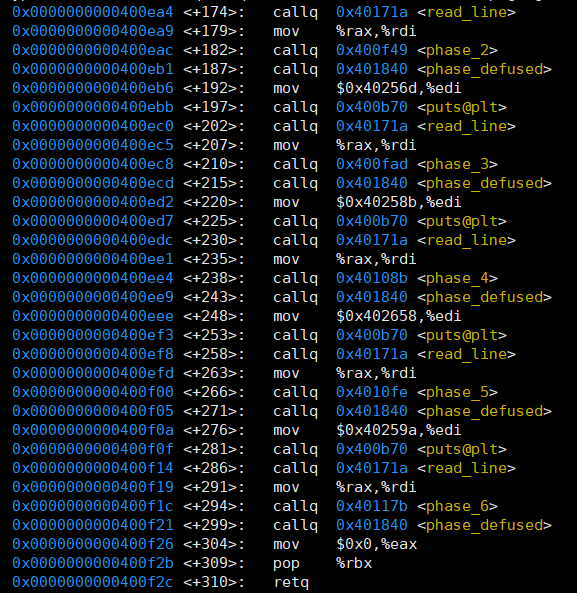 0x0000000000400ea4 <+174>: callq 0x40171a <read_line>
0x0000000000400ea9 <+179>: mov %rax,%rdi
0x0000000000400eac <+182>: callq 0x400f49 <phase_2>
0x0000000000400eb1 <+187>: callq 0x401840 <phase_defused>
0x0000000000400eb6 <+192>: mov $0x40256d,%edi
0x0000000000400ebb <+197>: callq 0x400b70 <puts@plt>
0x0000000000400ec0 <+202>: callq 0x40171a <read_line>
0x0000000000400ec5 <+207>: mov %rax,%rdi
0x0000000000400ec8 <+210>: callq 0x400fad <phase_3>
0x0000000000400ecd <+215>: callq 0x401840 <phase_defused>
0x0000000000400ed2 <+220>: mov $0x40258b,%edi
0x0000000000400ed7 <+225>: callq 0x400b70 <puts@plt>
0x0000000000400edc <+230>: callq 0x40171a <read_line>
0x0000000000400ee1 <+235>: mov %rax,%rdi
0x0000000000400ee4 <+238>: callq 0x40108b <phase_4>
0x0000000000400ee9 <+243>: callq 0x401840 <phase_defused>
0x0000000000400eee <+248>: mov $0x402658,%edi
0x0000000000400ef3 <+253>: callq 0x400b70 <puts@plt>
0x0000000000400ef8 <+258>: callq 0x40171a <read_line>
0x0000000000400efd <+263>: mov %rax,%rdi
0x0000000000400f00 <+266>: callq 0x4010fe <phase_5>
0x0000000000400f05 <+271>: callq 0x401840 <phase_defused>
0x0000000000400f0a <+276>: mov $0x40259a,%edi
0x0000000000400f0f <+281>: callq 0x400b70 <puts@plt>
0x0000000000400f14 <+286>: callq 0x40171a <read_line>
0x0000000000400f19 <+291>: mov %rax,%rdi
0x0000000000400f1c <+294>: callq 0x40117b <phase_6>
0x0000000000400f21 <+299>: callq 0x401840 <phase_defused>
0x0000000000400f26 <+304>: mov $0x0,%eax
0x0000000000400f2b <+309>: pop %rbx
0x0000000000400f2c <+310>: retq